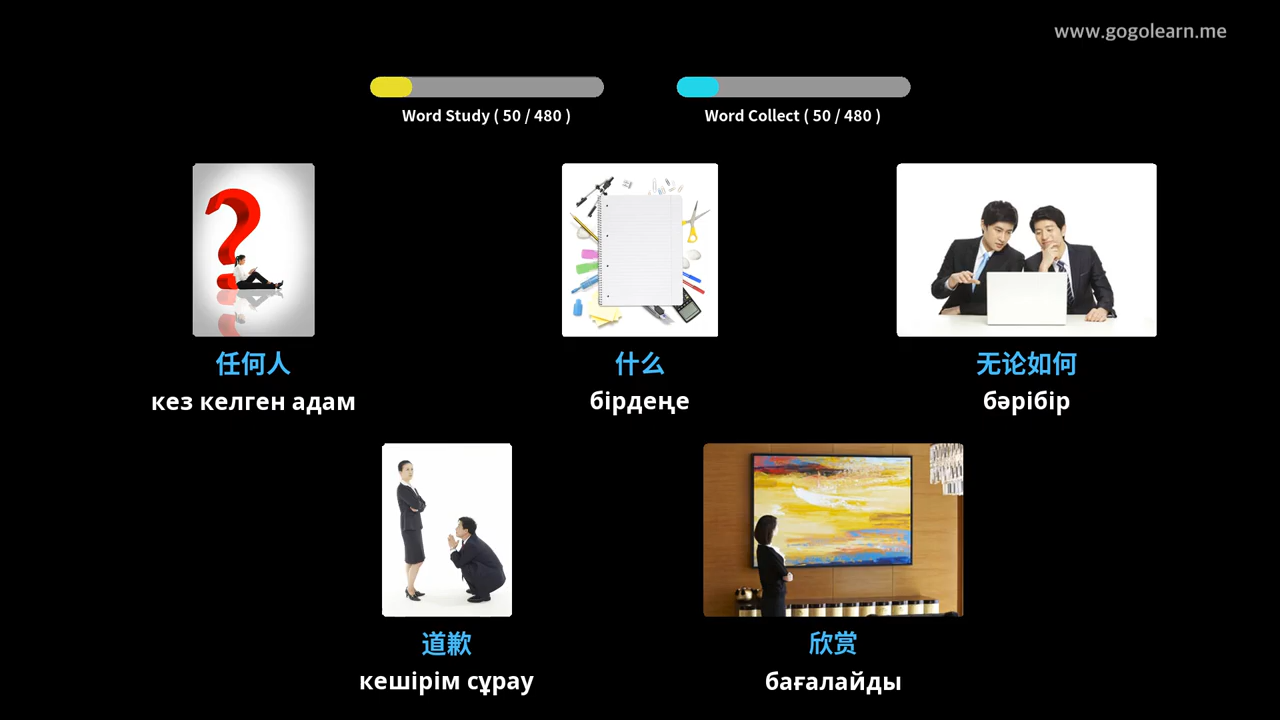 www.gogolearn.me
Word Study ( 50 / 480 )
Word Collect ( 50 / 480 )
任何人
кез келген адам
什么
бірдеңе
无论如何
бәрібір
道歉
кешірім сұрау
欣赏
бағалайды